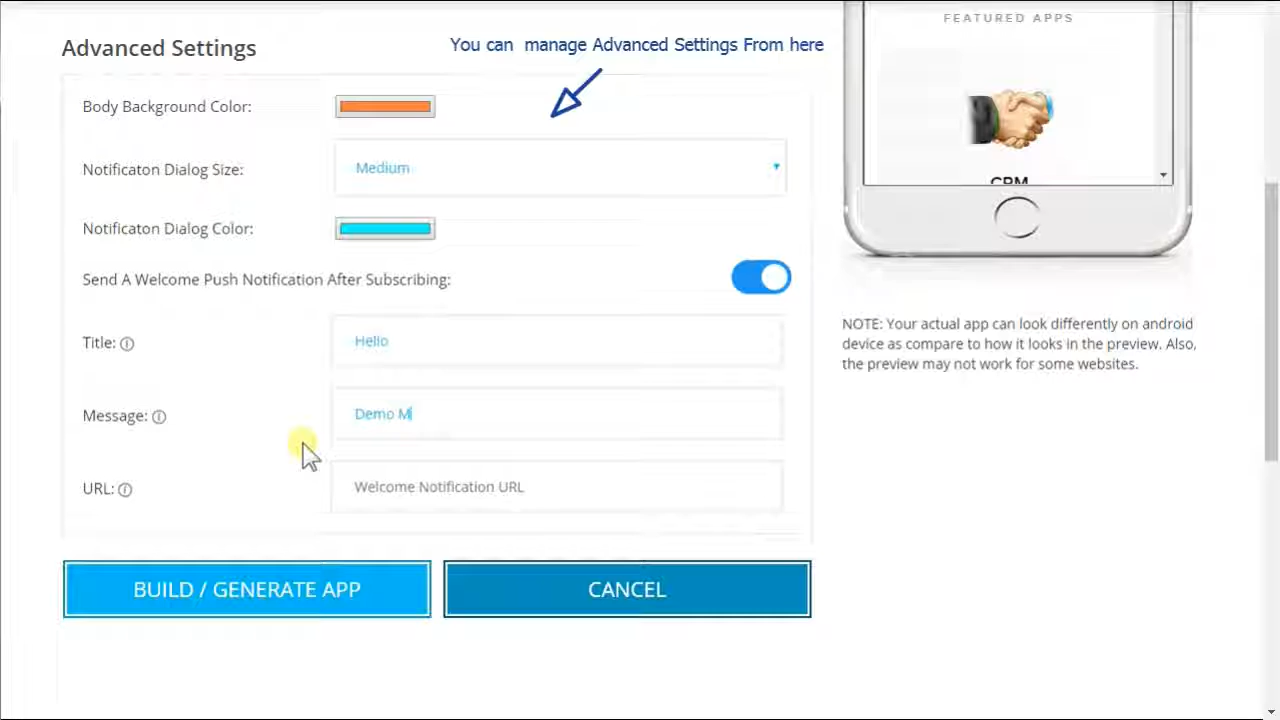 FEATURED APPS
Advanced Settings
You can manage Advanced Settings From here
Body Background Color:
Notificaton Dialog Size:
Medium
CRM
Notificaton Dialog Color:
Send A Welcome Push Notification After Subscribing:
Title:
Hello
NOTE: Your actual app can look differently on android
device as compare to how it looks in the preview. Also,
the preview may not work for some websites.
Message:
Demo M
URL:
Welcome Notification URL
BUILD / GENERATE APP
CANCEL